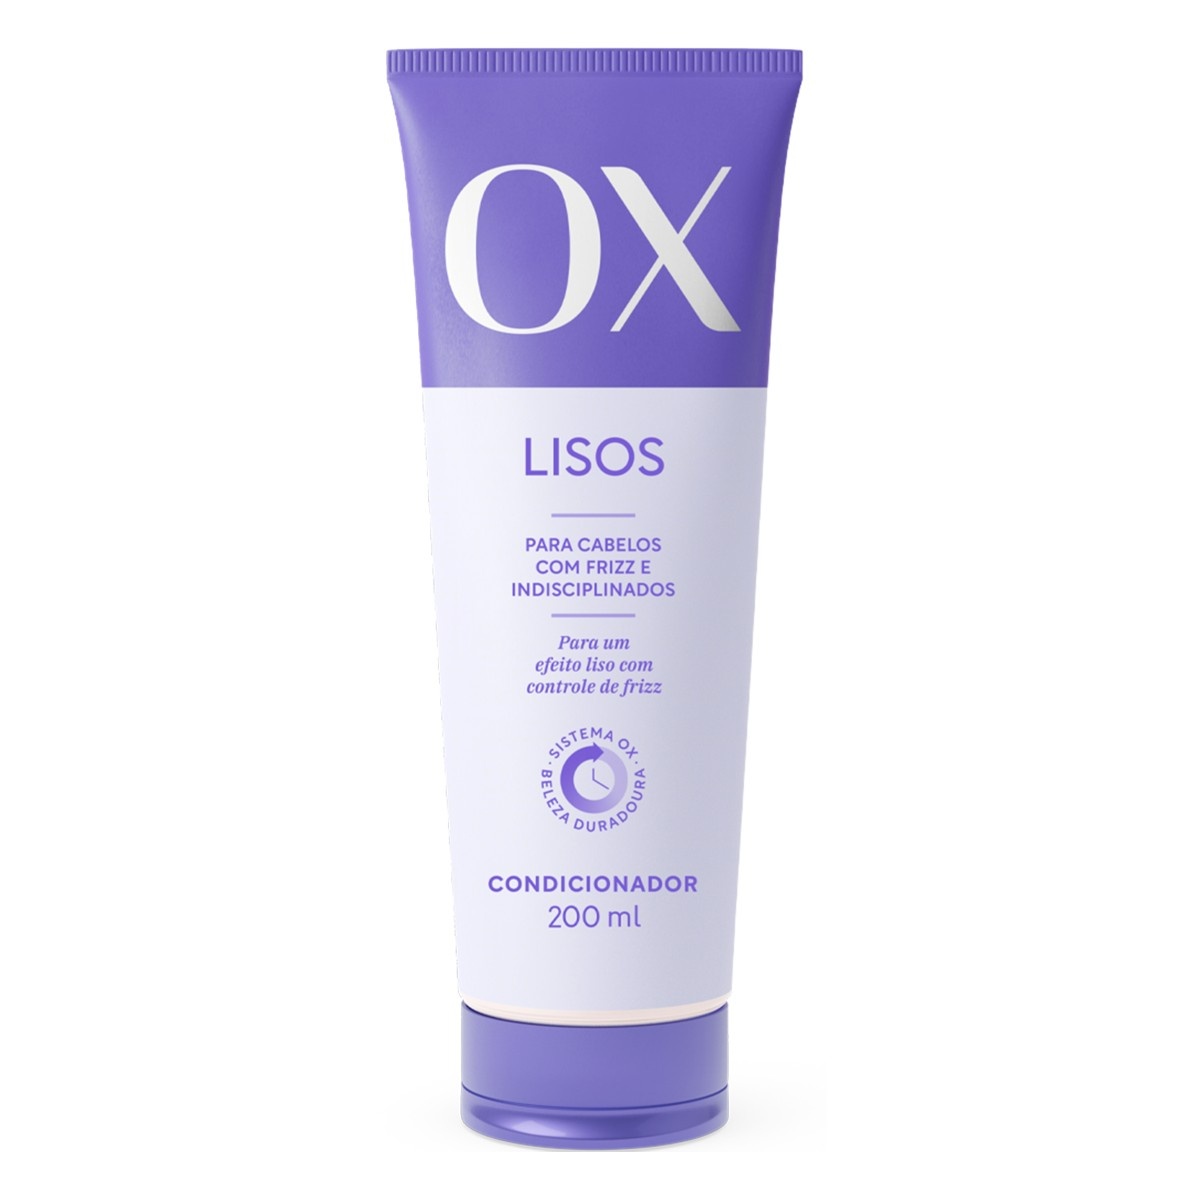 OX
LISOS
PARA CABELOS
COM FRIZZ E
INDISCIPLINADOS
Para um
efeito liso com
controle de frizz
· SISTEMA OX ·
BELEZA DURADOURA
CONDICIONADOR
200 ml